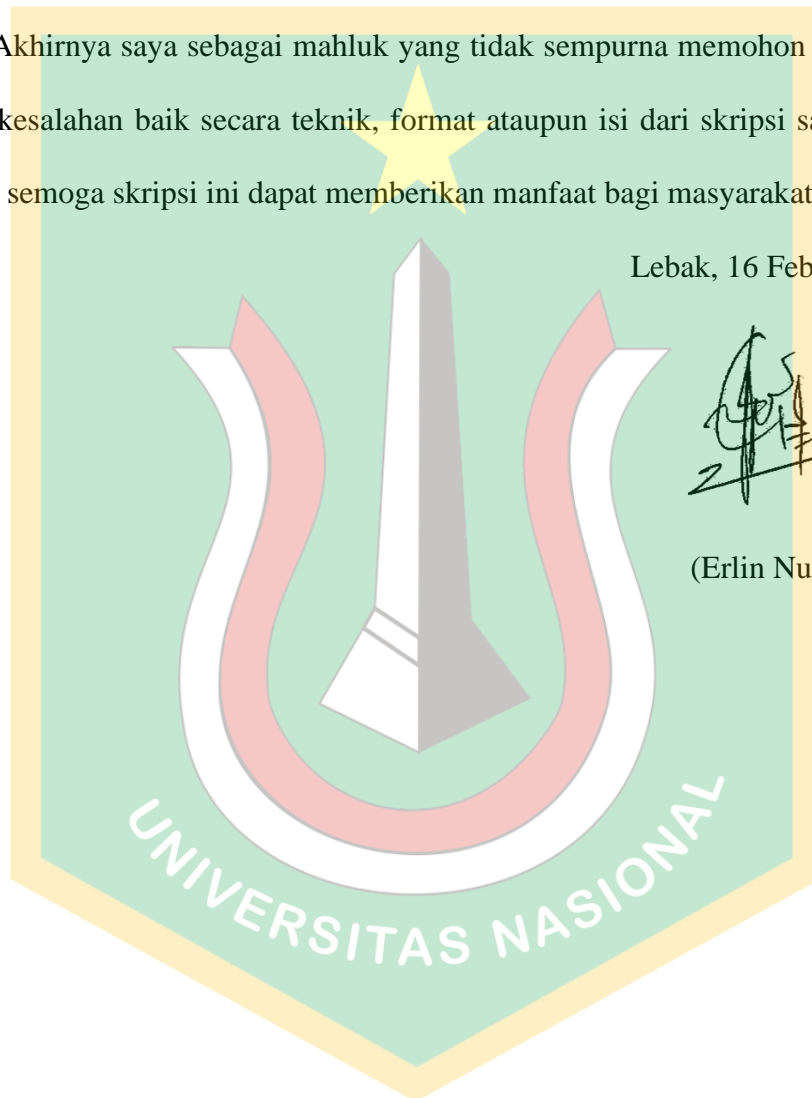 Akhirnya saya sebagai mahluk yang tidak sempurna memohon
kesalahan baik secara teknik, format ataupun isi dari skripsi sa
semoga skripsi ini dapat memberikan manfaat bagi masyarakat
Lebak, 16 Feb
(Erlin Nu
UNIVERSITAS NASIONAL